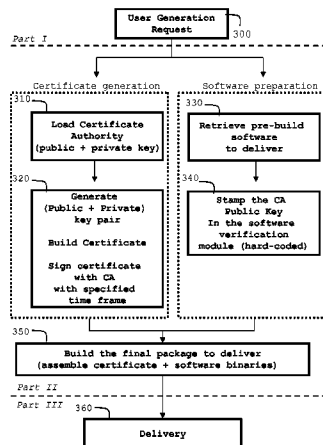 User Generation
Request
300
Part I
Certificate generation
Software preparation
310
Load Certificate
Authority
(public + private key)
320
Generate
(Public + Private)
key pair
Build Certificate
Sign certificate
with CA
with specified
time frame
330
Retrieve pre-build
software
to deliver
340
Stamp the CA
Public Key
In the software
verification
module (hard-coded)
350
Build the final package to deliver
(assemble certificate + software binaries)
Part II
Part III
360
Delivery